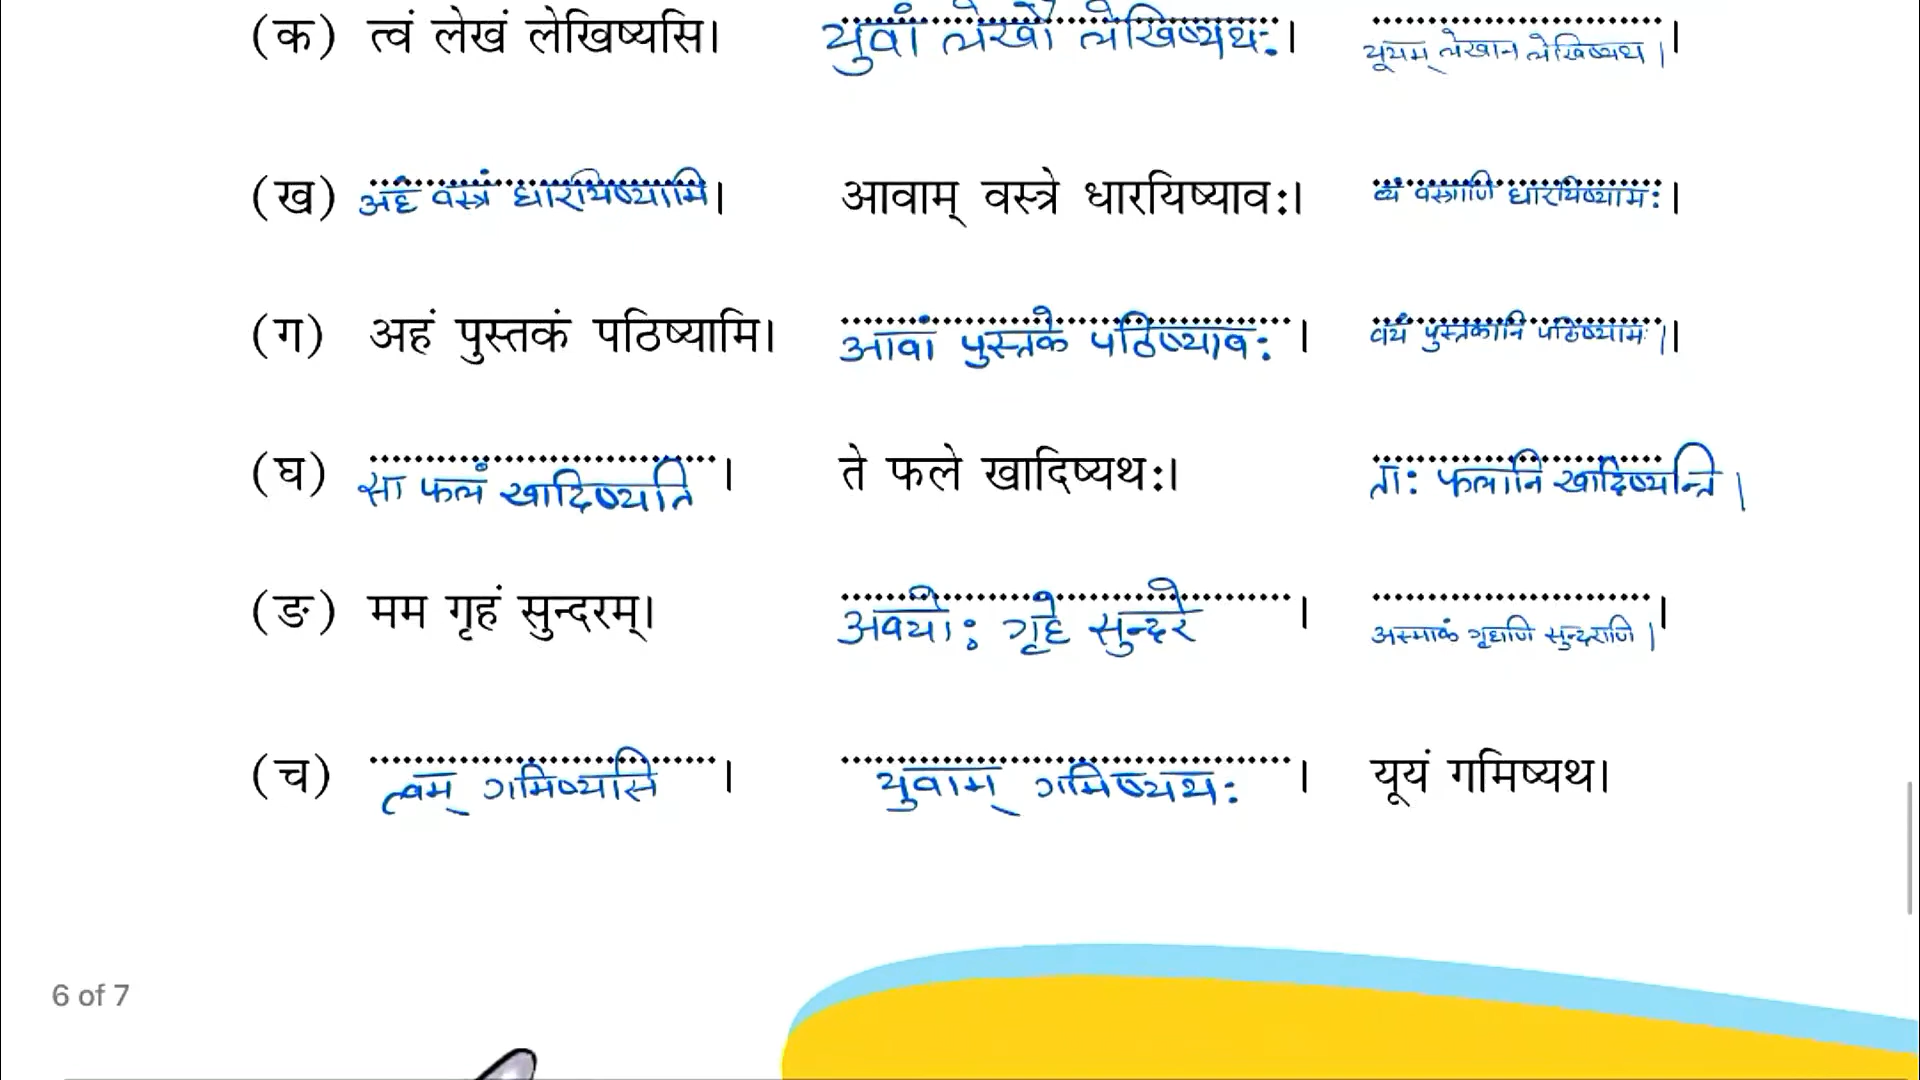 (क) त्वं लेखं लेखिष्यसि। युवां लेखौ लेखिष्यथः। यूयम् लेखान लेखिष्यथ।
(ख) अहं वस्त्रं धारयिष्यामि। आवाम् वस्त्रे धारयिष्यावः। वयं वस्त्राणि धारयिष्यामः।
(ग) अहं पुस्तकं पठिष्यामि। आवां पुस्तके पठिष्यावः। वयं पुस्तकानि पठिष्यामः।
(घ) सा फलं खादिष्यति। ते फले खादिष्यथः। ताः फलानि खादिष्यन्ति।
(ङ) मम गृहं सुन्दरम्। अवयोः गृहे सुन्दरे। अस्माकं गृहाणि सुन्दराणि।
(च) त्वम् गमिष्यसि। युवाम् गमिष्यथः। यूयं गमिष्यथ।
6 of 7